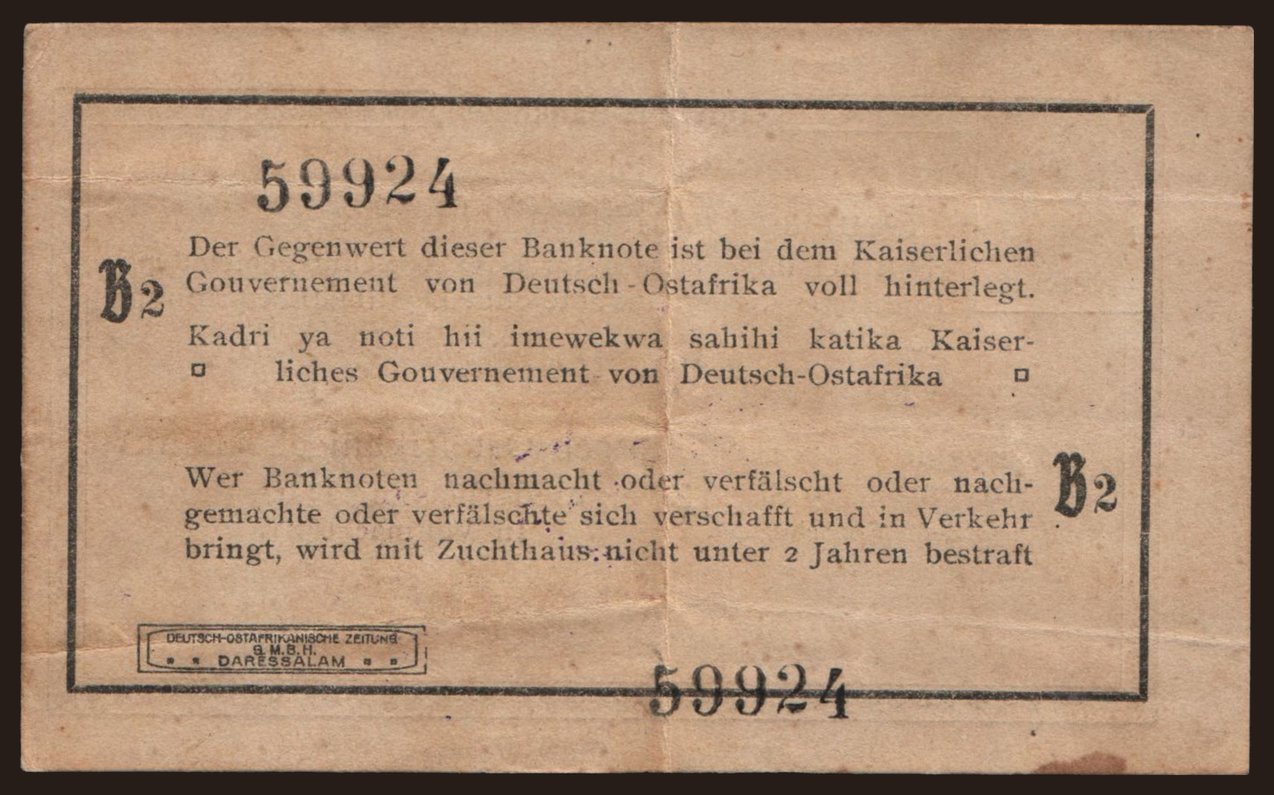 59924
Der Gegenwert dieser Banknote ist bei dem Kaiserlichen
Gouvernement von Deutsch-Ostafrika voll hinterlegt.
B2
Kadri ya noti hii imewekwa sahihi katika Kaiser-
liches Gouvernement von Deutsch-Ostafrika
Wer Banknoten nachmacht oder verfälscht oder nach-
gemachte oder verfälschte sich verschafft und in Verkehr
bringt, wird mit Zuchthaus nicht unter 2 Jahren bestraft
B2
DEUTSCH-OSTAFRIKANISCHE ZEITUNG
G.M.B.H.
DARESSALAM
59924